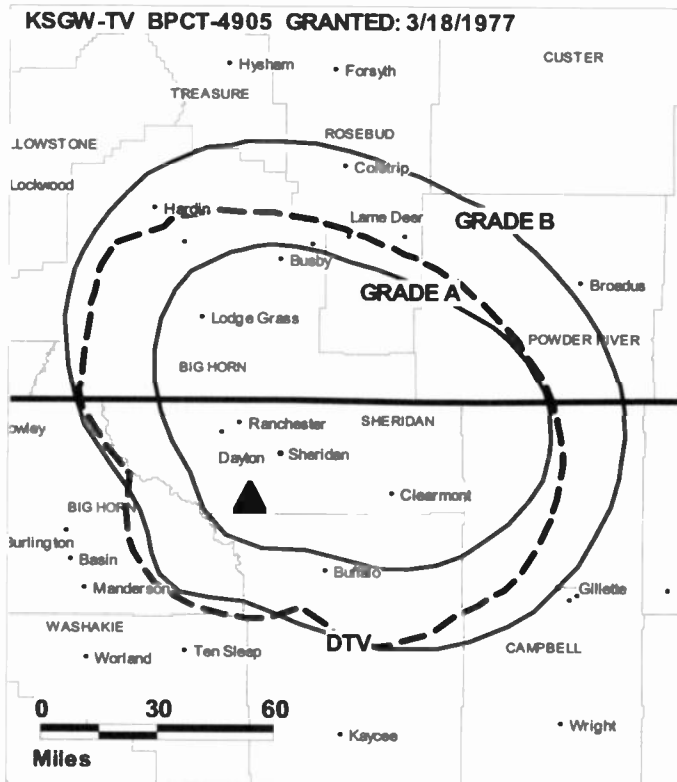 KSGW-TV BPCT-4905 GRANTED: 3/18/1977
Hysham
Forsyth
CUSTER
TREASURE
LLOWSTONE
ROSEBUD
Colstrip
Lockwood
Hardin
Lame Deer
GRADE B
Busby
GRADE A
Broadus
Lodge Grass
POWDER RIVER
BIG HORN
owley
Ranchester
SHERIDAN
Dayton
Sheridan
Clearmont
BIG HORN
Burlington
Basin
Buffalo
Manderson
Gillette
WASHAKIE
DTV
CAMPBELL
Worland
Ten Sleep
0 30 60
Miles
Kaycee
Wright